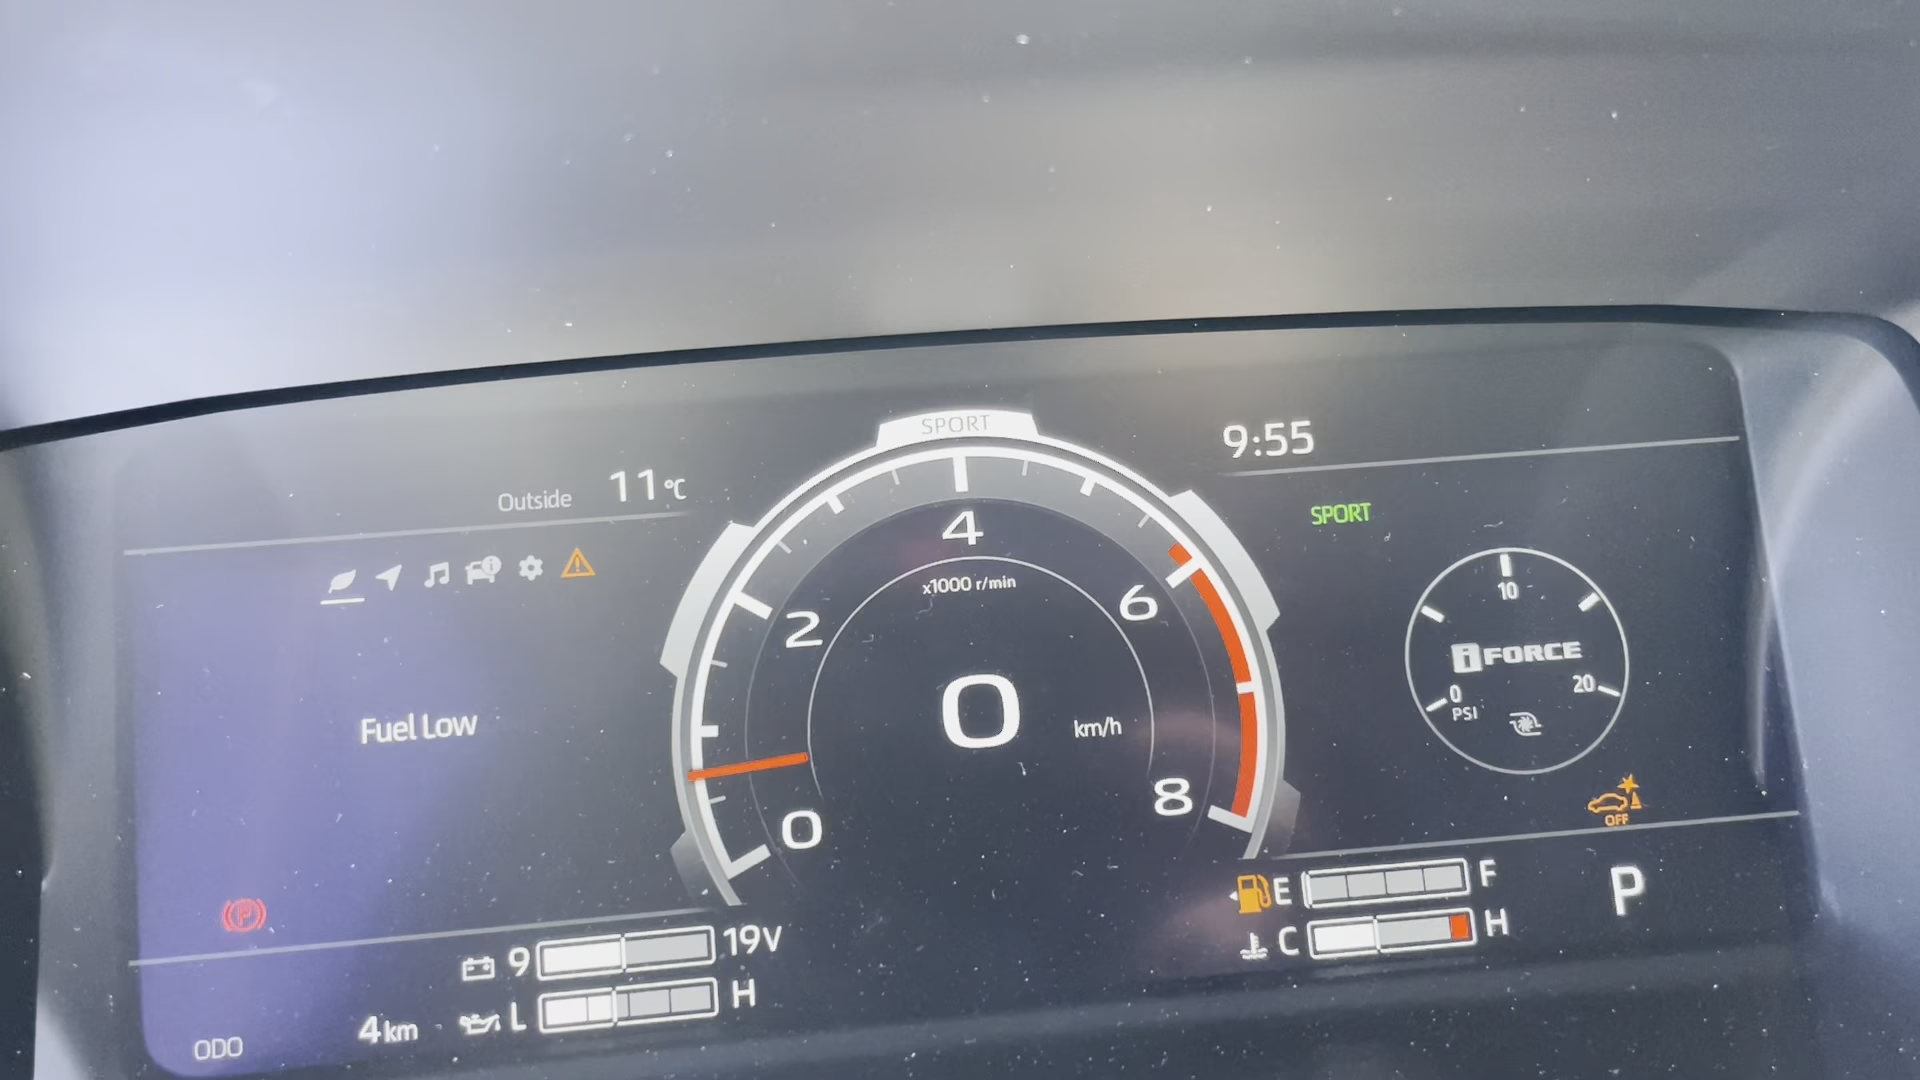 SPORT
9:55
Outside 11°C
SPORT
4
x1000 r/min
2
6
10
iFORCE
0
20
PSI
Fuel Low
0
km/h
8
0
OFF
P
E F
9 19V
C H
L H
ODO 4 km
P